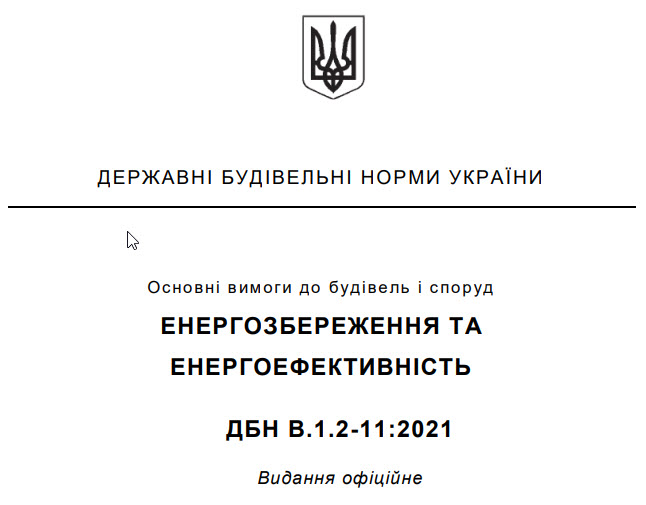 ДЕРЖАВНІ БУДІВЕЛЬНІ НОРМИ УКРАЇНИ
Основні вимоги до будівель і споруд
ЕНЕРГОЗБЕРЕЖЕННЯ ТА
ЕНЕРГОЕФЕКТИВНІСТЬ
ДБН В.1.2-11:2021
Видання офіційне